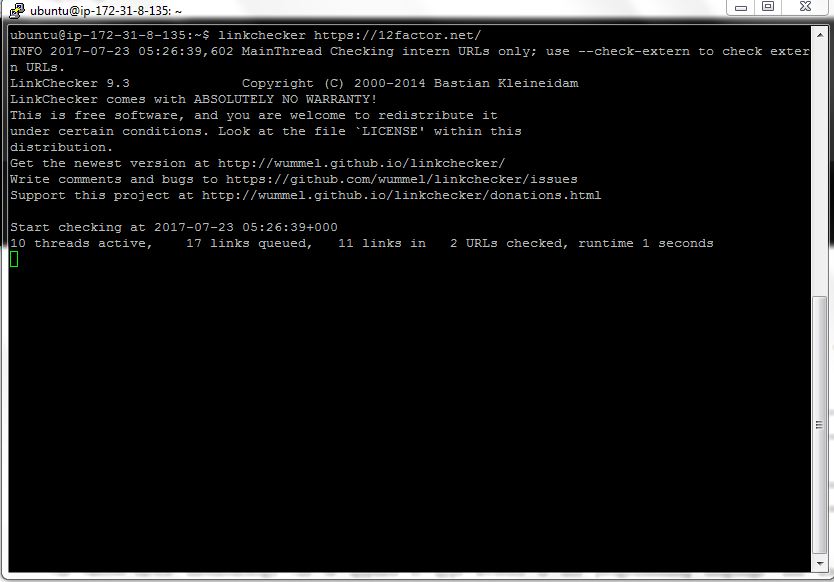 ubuntu@ip-172-31-8-135: ~
ubuntu@ip-172-31-8-135:~$ linkchecker https://12factor.net/
INFO 2017-07-23 05:26:39,602 MainThread Checking intern URLs only; use --check-extern to check exter
n URLs.
LinkChecker 9.3              Copyright (C) 2000-2014 Bastian Kleineidam
LinkChecker comes with ABSOLUTELY NO WARRANTY!
This is free software, and you are welcome to redistribute it
under certain conditions. Look at the file `LICENSE' within this
distribution.
Get the newest version at http://wummel.github.io/linkchecker/
Write comments and bugs to https://github.com/wummel/linkchecker/issues
Support this project at http://wummel.github.io/linkchecker/donations.html
Start checking at 2017-07-23 05:26:39+000
10 threads active,    17 links queued,   11 links in   2 URLs checked, runtime 1 seconds